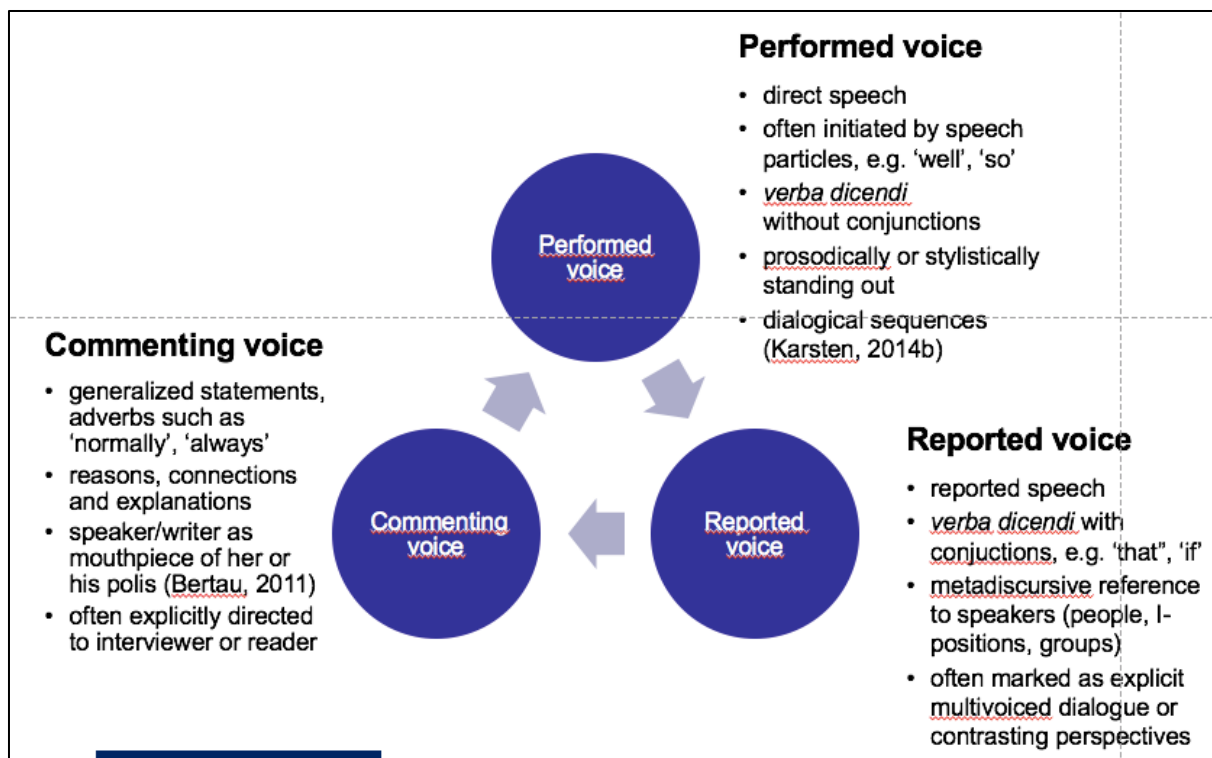 Performed voice
• direct speech
• often initiated by speech
particles, e.g. ‘well’, ‘so’
• verba dicendi
without conjunctions
• prosodically or stylistically
standing out
• dialogical sequences
(Karsten, 2014b)
Performed
voice
Commenting voice
• generalized statements,
adverbs such as
‘normally’, ‘always’
• reasons, connections
and explanations
• speaker/writer as
mouthpiece of her or
his polis (Bertau, 2011)
• often explicitly directed
to interviewer or reader
Commenting
voice
Reported
voice
Reported voice
• reported speech
• verba dicendi with
conjuctions, e.g. ‘that”, ‘if’
• metadiscursive reference
to speakers (people, I-
positions, groups)
• often marked as explicit
multivoiced dialogue or
contrasting perspectives